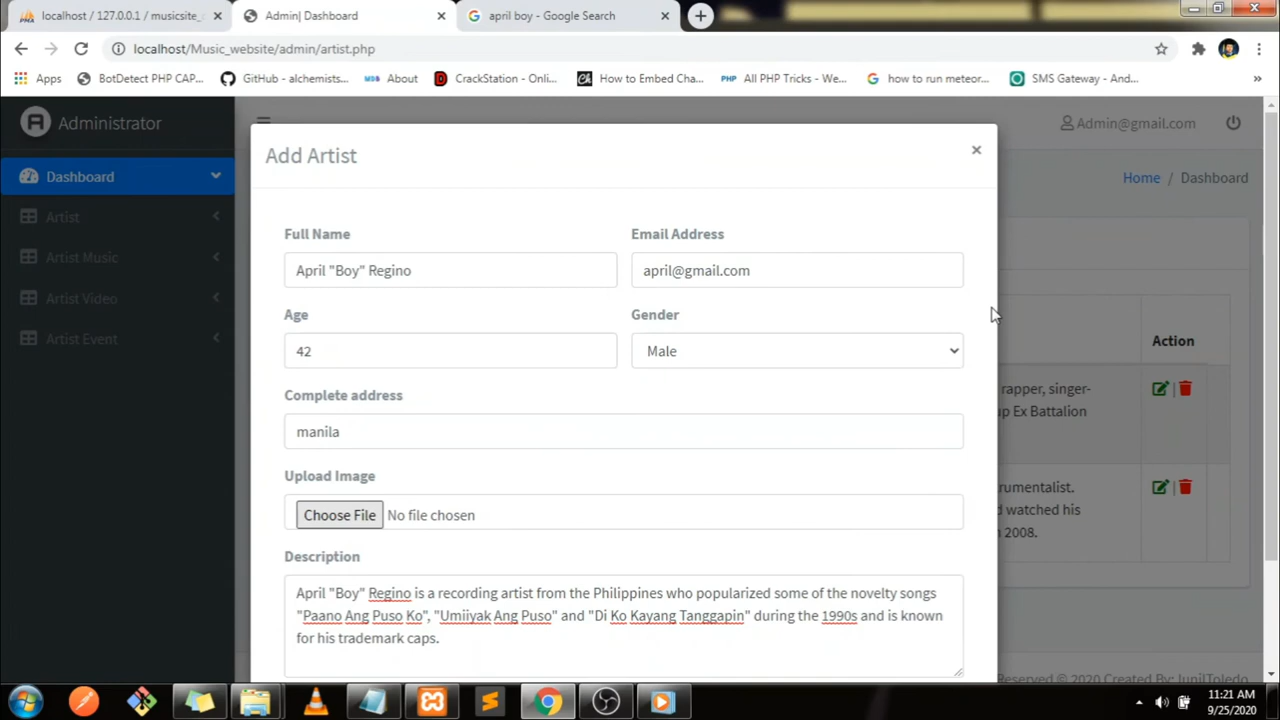 localhost / 127.0.0.1 / musicsite_
Admin| Dashboard
april boy - Google Search
localhost/Music_website/admin/artist.php
Apps
BotDetect PHP CAP...
GitHub - alchemists...
About
CrackStation - Onli...
How to Embed Cha...
PHP All PHP Tricks - We...
how to run meteor...
SMS Gateway - And...
»
Administrator
Admin@gmail.com
Add Artist
×
Dashboard
Home / Dashboard
Artist
Artist Music
Artist Video
Artist Event
Full Name
Email Address
April "Boy" Regino
april@gmail.com
Age
Gender
42
Male
Action
Complete address
manila
rapper, singer-
up Ex Battalion
Upload Image
Choose File No file chosen
rumentalist.
d watched his
2008.
Description
April "Boy" Regino is a recording artist from the Philippines who popularized some of the novelty songs
"Paano Ang Puso Ko", "Umiiyak Ang Puso" and "Di Ko Kayang Tanggapin" during the 1990s and is known
for his trademark caps.
Reserved © 2020 Created By: JunilToledo
11:21 AM
9/25/2020